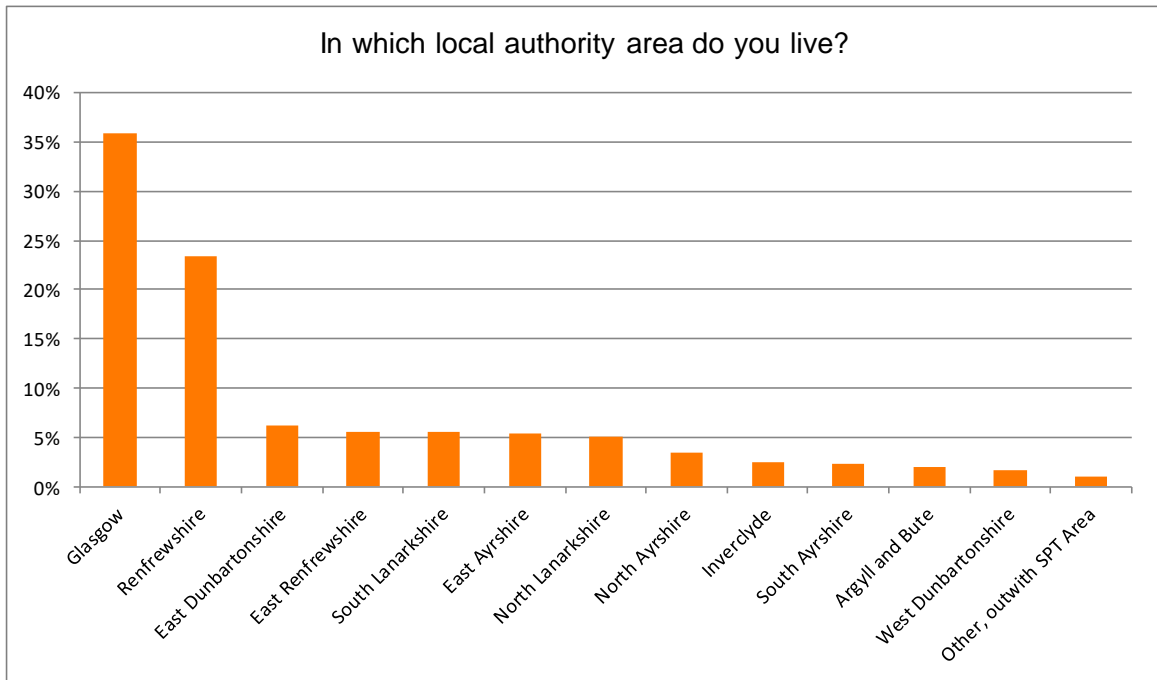 In which local authority area do you live?
40%
35%
30%
25%
20%
15%
10%
5%
0%
Glasgow
Renfrewshire
East Dunbartonshire
East Renfrewshire
South Lanarkshire
East Ayrshire
North Lanarkshire
North Ayrshire
Inverclyde
South Ayrshire
Argyll and Bute
West Dunbartonshire
Other, outwith SPT Area